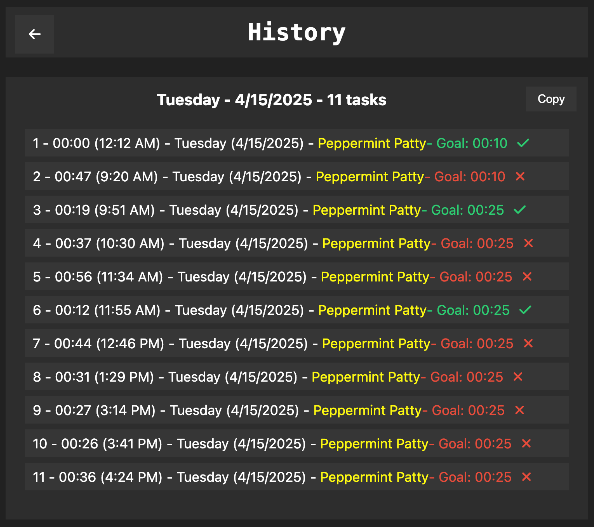 History
Tuesday - 4/15/2025 - 11 tasks
Copy
1 - 00:00 (12:12 AM) - Tuesday (4/15/2025) - Peppermint Patty- Goal: 00:10
2 - 00:47 (9:20 AM) - Tuesday (4/15/2025) - Peppermint Patty- Goal: 00:10
3 - 00:19 (9:51 AM) - Tuesday (4/15/2025) - Peppermint Patty- Goal: 00:25
4 - 00:37 (10:30 AM) - Tuesday (4/15/2025) - Peppermint Patty- Goal: 00:25
5 - 00:56 (11:34 AM) - Tuesday (4/15/2025) - Peppermint Patty- Goal: 00:25
6 - 00:12 (11:55 AM) - Tuesday (4/15/2025) - Peppermint Patty- Goal: 00:25
7 - 00:44 (12:46 PM) - Tuesday (4/15/2025) - Peppermint Patty- Goal: 00:25
8 - 00:31 (1:29 PM) - Tuesday (4/15/2025) - Peppermint Patty- Goal: 00:25
9 - 00:27 (3:14 PM) - Tuesday (4/15/2025) - Peppermint Patty- Goal: 00:25
10 - 00:26 (3:41 PM) - Tuesday (4/15/2025) - Peppermint Patty- Goal: 00:25
11 - 00:36 (4:24 PM) - Tuesday (4/15/2025) - Peppermint Patty- Goal: 00:25